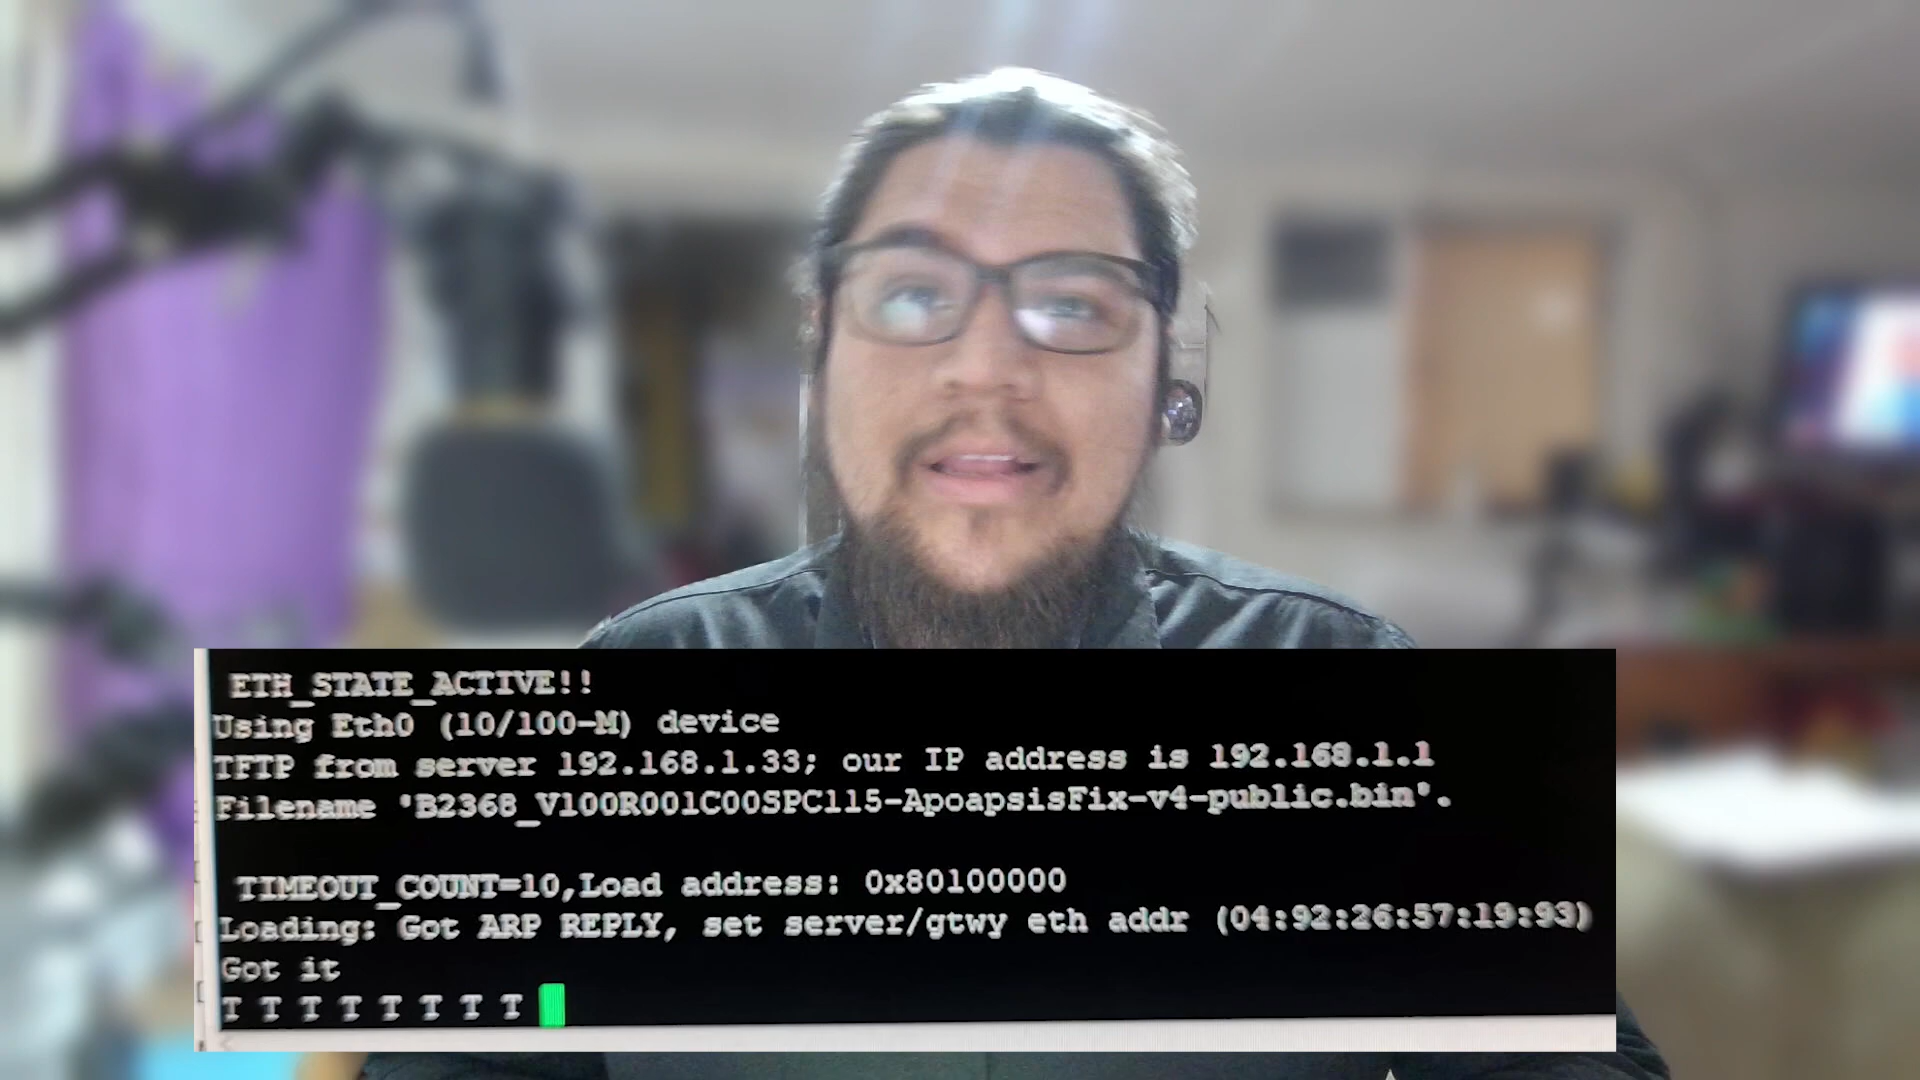 ETH_STATE_ACTIVE!!
Using Eth0 (10/100-M) device
TFTP from server 192.168.1.33; our IP address is 192.168.1.1
Filename 'B2368_V100R001C00SPC115-ApoapsisFix-v4-public.bin'.
TIMEOUT_COUNT=10,Load address: 0x80100000
Loading: Got ARP REPLY, set server/gtwy eth addr (04:92:26:57:19:93)
Got it
T T T T T T T T